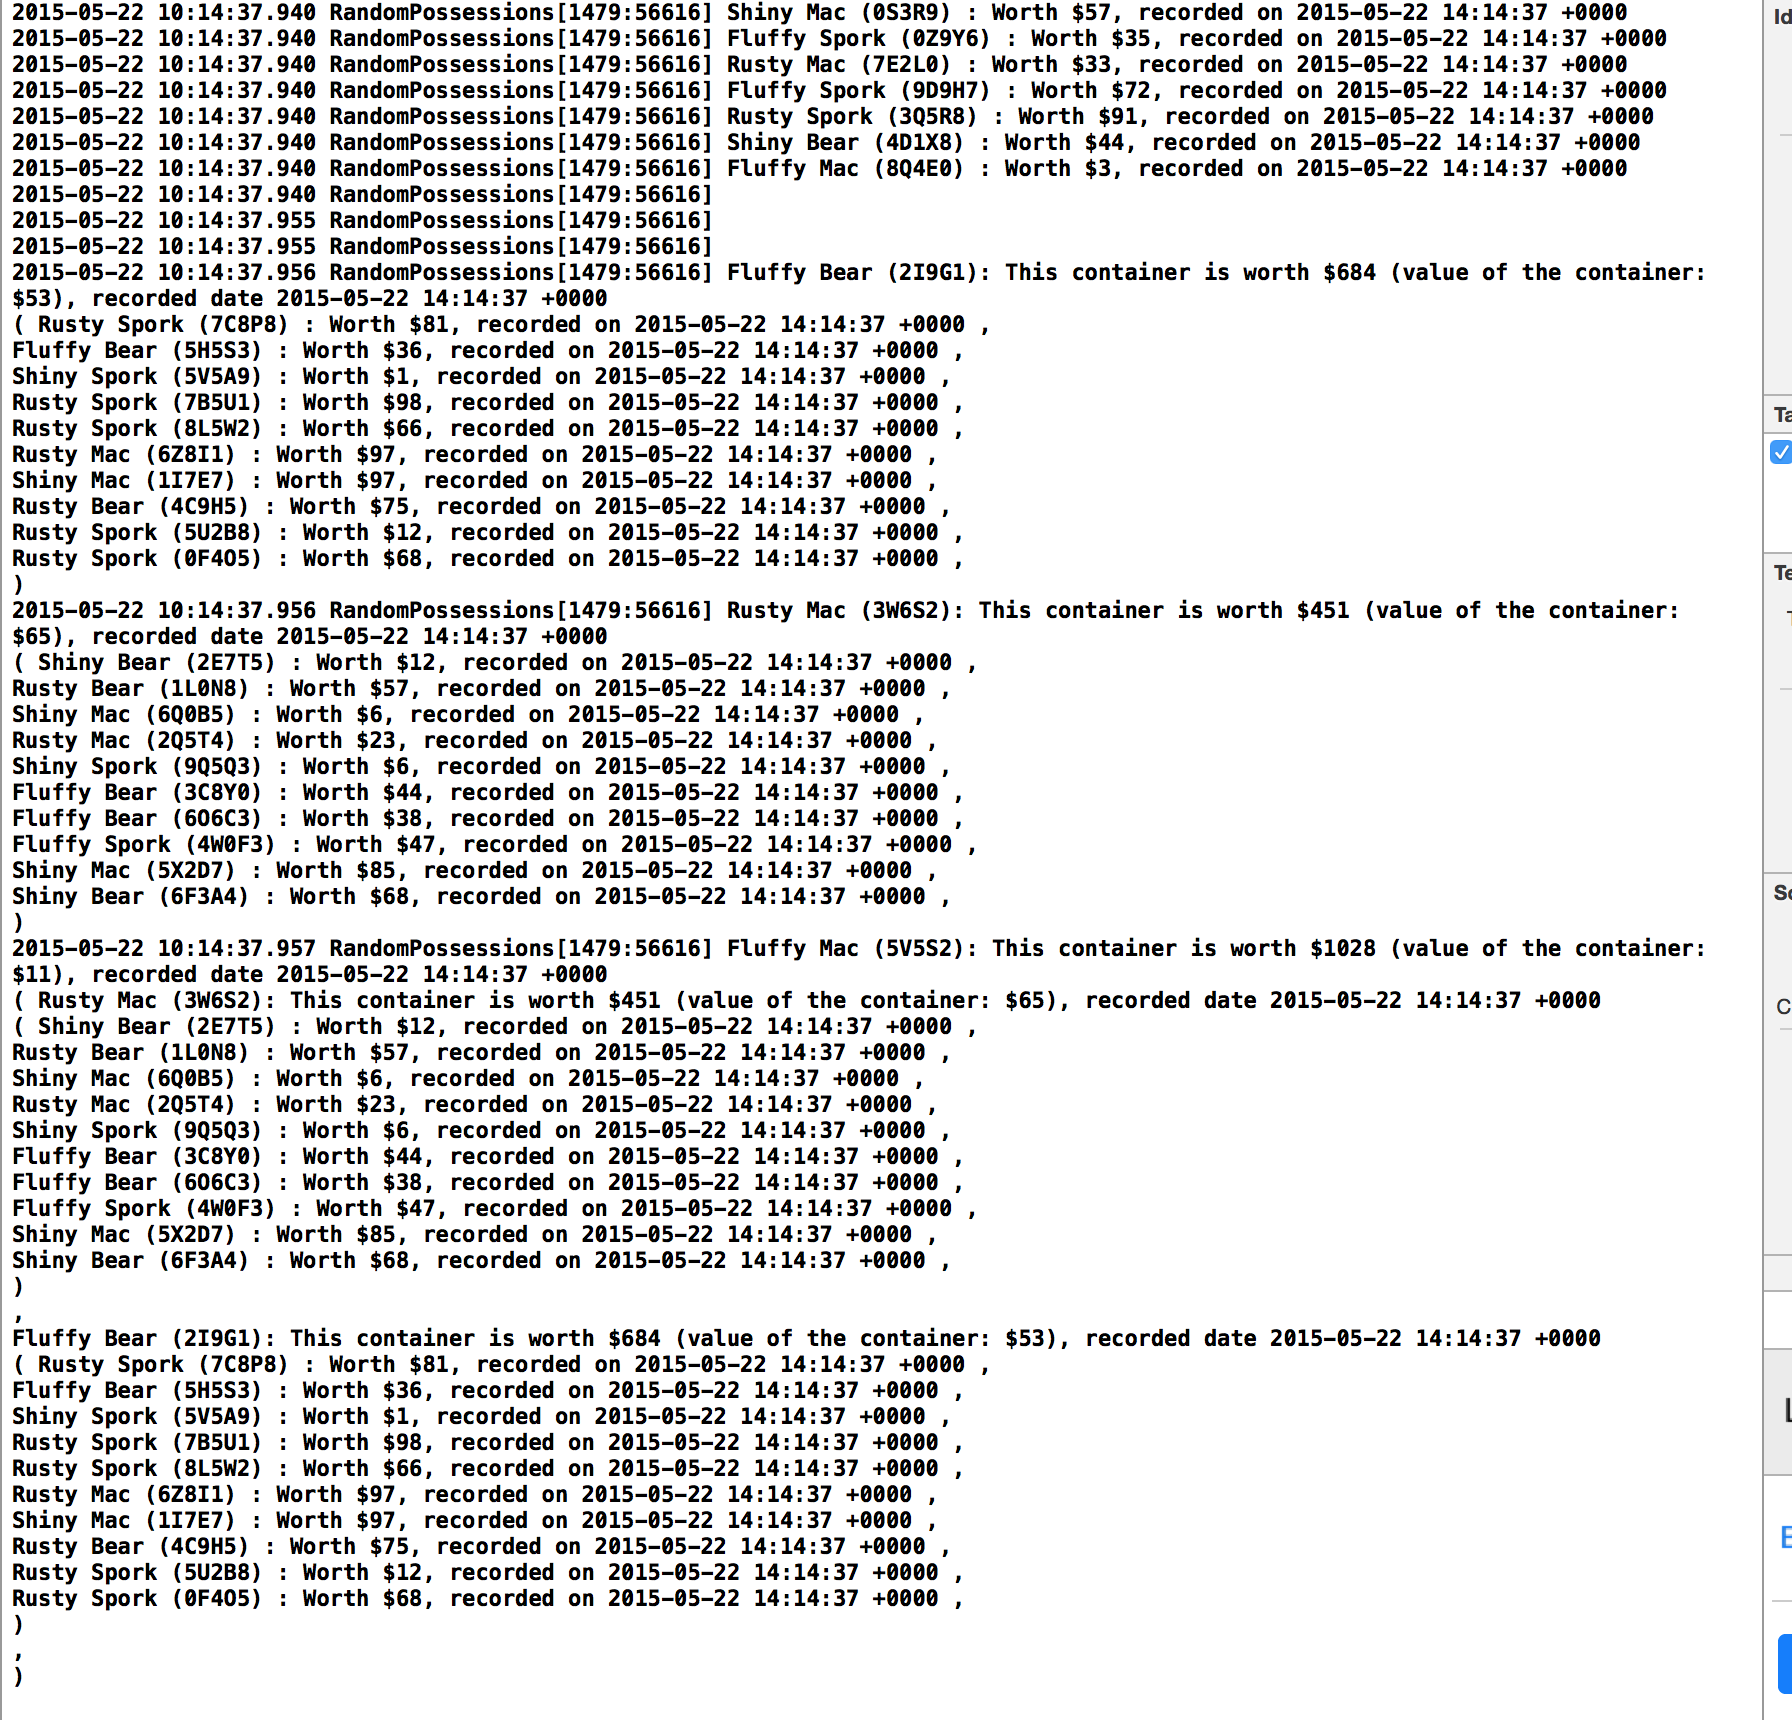 2015-05-22 10:14:37.940 RandomPossessions[1479:56616] Shiny Mac (0S3R9) : Worth $57, recorded on 2015-05-22 14:14:37 +0000
2015-05-22 10:14:37.940 RandomPossessions[1479:56616] Fluffy Spork (0Z9Y6) : Worth $35, recorded on 2015-05-22 14:14:37 +0000
2015-05-22 10:14:37.940 RandomPossessions[1479:56616] Rusty Mac (7E2L0) : Worth $33, recorded on 2015-05-22 14:14:37 +0000
2015-05-22 10:14:37.940 RandomPossessions[1479:56616] Fluffy Spork (9D9H7) : Worth $72, recorded on 2015-05-22 14:14:37 +0000
2015-05-22 10:14:37.940 RandomPossessions[1479:56616] Rusty Spork (3Q5R8) : Worth $91, recorded on 2015-05-22 14:14:37 +0000
2015-05-22 10:14:37.940 RandomPossessions[1479:56616] Shiny Bear (4D1X8) : Worth $44, recorded on 2015-05-22 14:14:37 +0000
2015-05-22 10:14:37.940 RandomPossessions[1479:56616] Fluffy Mac (8Q4E0) : Worth $3, recorded on 2015-05-22 14:14:37 +0000
2015-05-22 10:14:37.940 RandomPossessions[1479:56616]
2015-05-22 10:14:37.955 RandomPossessions[1479:56616]
2015-05-22 10:14:37.955 RandomPossessions[1479:56616]
2015-05-22 10:14:37.956 RandomPossessions[1479:56616] Fluffy Bear (2I9G1): This container is worth $684 (value of the container:
$53), recorded date 2015-05-22 14:14:37 +0000
( Rusty Spork (7C8P8) : Worth $81, recorded on 2015-05-22 14:14:37 +0000 ,
Fluffy Bear (5H5S3) : Worth $36, recorded on 2015-05-22 14:14:37 +0000 ,
Shiny Spork (5V5A9) : Worth $1, recorded on 2015-05-22 14:14:37 +0000 ,
Rusty Spork (7B5U1) : Worth $98, recorded on 2015-05-22 14:14:37 +0000 ,
Rusty Spork (8L5W2) : Worth $66, recorded on 2015-05-22 14:14:37 +0000 ,
Rusty Mac (6Z8I1) : Worth $97, recorded on 2015-05-22 14:14:37 +0000 ,
Shiny Mac (1I7E7) : Worth $97, recorded on 2015-05-22 14:14:37 +0000 ,
Rusty Bear (4C9H5) : Worth $75, recorded on 2015-05-22 14:14:37 +0000 ,
Rusty Spork (5U2B8) : Worth $12, recorded on 2015-05-22 14:14:37 +0000 ,
Rusty Spork (0F4O5) : Worth $68, recorded on 2015-05-22 14:14:37 +0000 ,
)
2015-05-22 10:14:37.956 RandomPossessions[1479:56616] Rusty Mac (3W6S2): This container is worth $451 (value of the container:
$65), recorded date 2015-05-22 14:14:37 +0000
( Shiny Bear (2E7T5) : Worth $12, recorded on 2015-05-22 14:14:37 +0000 ,
Rusty Bear (1L0N8) : Worth $57, recorded on 2015-05-22 14:14:37 +0000 ,
Shiny Mac (6Q0B5) : Worth $6, recorded on 2015-05-22 14:14:37 +0000 ,
Rusty Mac (2Q5T4) : Worth $23, recorded on 2015-05-22 14:14:37 +0000 ,
Shiny Spork (9Q5Q3) : Worth $6, recorded on 2015-05-22 14:14:37 +0000 ,
Fluffy Bear (3C8Y0) : Worth $44, recorded on 2015-05-22 14:14:37 +0000 ,
Fluffy Bear (6O6C3) : Worth $38, recorded on 2015-05-22 14:14:37 +0000 ,
Fluffy Spork (4W0F3) : Worth $47, recorded on 2015-05-22 14:14:37 +0000 ,
Shiny Mac (5X2D7) : Worth $85, recorded on 2015-05-22 14:14:37 +0000 ,
Shiny Bear (6F3A4) : Worth $68, recorded on 2015-05-22 14:14:37 +0000 ,
)
2015-05-22 10:14:37.957 RandomPossessions[1479:56616] Fluffy Mac (5V5S2): This container is worth $1028 (value of the container:
$11), recorded date 2015-05-22 14:14:37 +0000
( Rusty Mac (3W6S2): This container is worth $451 (value of the container: $65), recorded date 2015-05-22 14:14:37 +0000
( Shiny Bear (2E7T5) : Worth $12, recorded on 2015-05-22 14:14:37 +0000 ,
Rusty Bear (1L0N8) : Worth $57, recorded on 2015-05-22 14:14:37 +0000 ,
Shiny Mac (6Q0B5) : Worth $6, recorded on 2015-05-22 14:14:37 +0000 ,
Rusty Mac (2Q5T4) : Worth $23, recorded on 2015-05-22 14:14:37 +0000 ,
Shiny Spork (9Q5Q3) : Worth $6, recorded on 2015-05-22 14:14:37 +0000 ,
Fluffy Bear (3C8Y0) : Worth $44, recorded on 2015-05-22 14:14:37 +0000 ,
Fluffy Bear (6O6C3) : Worth $38, recorded on 2015-05-22 14:14:37 +0000 ,
Fluffy Spork (4W0F3) : Worth $47, recorded on 2015-05-22 14:14:37 +0000 ,
Shiny Mac (5X2D7) : Worth $85, recorded on 2015-05-22 14:14:37 +0000 ,
Shiny Bear (6F3A4) : Worth $68, recorded on 2015-05-22 14:14:37 +0000 ,
)
,
Fluffy Bear (2I9G1): This container is worth $684 (value of the container: $53), recorded date 2015-05-22 14:14:37 +0000
( Rusty Spork (7C8P8) : Worth $81, recorded on 2015-05-22 14:14:37 +0000 ,
Fluffy Bear (5H5S3) : Worth $36, recorded on 2015-05-22 14:14:37 +0000 ,
Shiny Spork (5V5A9) : Worth $1, recorded on 2015-05-22 14:14:37 +0000 ,
Rusty Spork (7B5U1) : Worth $98, recorded on 2015-05-22 14:14:37 +0000 ,
Rusty Spork (8L5W2) : Worth $66, recorded on 2015-05-22 14:14:37 +0000 ,
Rusty Mac (6Z8I1) : Worth $97, recorded on 2015-05-22 14:14:37 +0000 ,
Shiny Mac (1I7E7) : Worth $97, recorded on 2015-05-22 14:14:37 +0000 ,
Rusty Bear (4C9H5) : Worth $75, recorded on 2015-05-22 14:14:37 +0000 ,
Rusty Spork (5U2B8) : Worth $12, recorded on 2015-05-22 14:14:37 +0000 ,
Rusty Spork (0F4O5) : Worth $68, recorded on 2015-05-22 14:14:37 +0000 ,
)
,
)